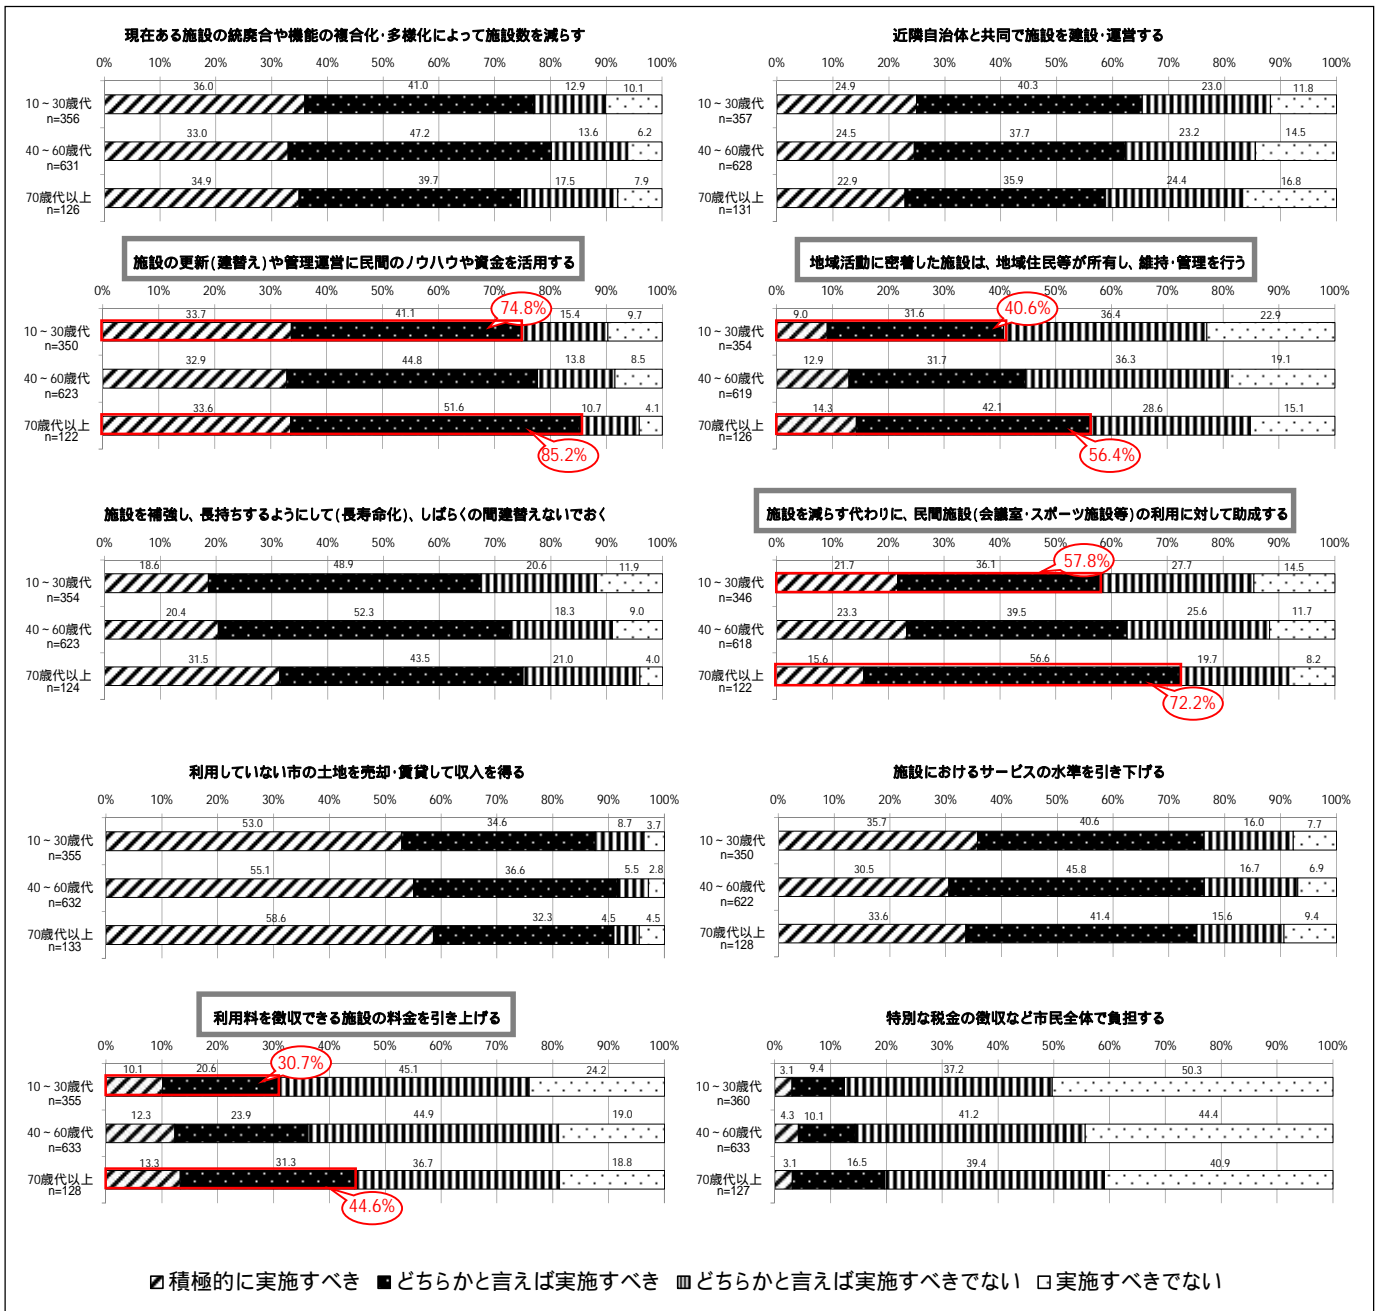 現在ある施設の統廃合や機能の複合化・多様化によって施設数を減らす
0% 10% 20% 30% 40% 50% 60% 70% 80% 90% 100%
36.0 41.0 12.9 10.1
10～30歳代
n=356
33.0 47.2 13.6 6.2
40～60歳代
n=631
34.9 39.7 17.5 7.9
70歳代以上
n=126
近隣自治体と共同で施設を建設・運営する
0% 10% 20% 30% 40% 50% 60% 70% 80% 90% 100%
24.9 40.3 23.0 11.8
10～30歳代
n=357
24.5 37.7 23.2 14.5
40～60歳代
n=628
22.9 35.9 24.4 16.8
70歳代以上
n=131
施設の更新(建替え)や管理運営に民間のノウハウや資金を活用する
0% 10% 20% 30% 40% 50% 60% 70% 80% 90% 100%
74.8%
33.7 41.1 15.4 9.7
10～30歳代
n=350
32.9 44.8 13.8 8.5
40～60歳代
n=623
33.6 51.6 10.7 4.1
70歳代以上
n=122
85.2%
地域活動に密着した施設は、地域住民等が所有し、維持・管理を行う
0% 10% 20% 30% 40% 50% 60% 70% 80% 90% 100%
40.6%
9.0 31.6 36.4 22.9
10～30歳代
n=354
12.9 31.7 36.3 19.1
40～60歳代
n=619
14.3 42.1 28.6 15.1
70歳代以上
n=126
56.4%
施設を補強し、長持ちするようにして(長寿命化)、しばらくの間建替えないでおく
0% 10% 20% 30% 40% 50% 60% 70% 80% 90% 100%
18.6 48.9 20.6 11.9
10～30歳代
n=354
20.4 52.3 18.3 9.0
40～60歳代
n=623
31.5 43.5 21.0 4.0
70歳代以上
n=124
施設を減らす代わりに、民間施設(会議室・スポーツ施設等)の利用に対して助成する
0% 10% 20% 30% 40% 50% 60% 70% 80% 90% 100%
57.8%
21.7 36.1 27.7 14.5
10～30歳代
n=346
23.3 39.5 25.6 11.7
40～60歳代
n=618
15.6 56.6 19.7 8.2
70歳代以上
n=122
72.2%
利用していない市の土地を売却・賃貸して収入を得る
0% 10% 20% 30% 40% 50% 60% 70% 80% 90% 100%
53.0 34.6 8.7 3.7
10～30歳代
n=355
55.1 36.6 5.5 2.8
40～60歳代
n=632
58.6 32.3 4.5 4.5
70歳代以上
n=133
施設におけるサービスの水準を引き下げる
0% 10% 20% 30% 40% 50% 60% 70% 80% 90% 100%
35.7 40.6 16.0 7.7
10～30歳代
n=350
30.5 45.8 16.7 6.9
40～60歳代
n=622
33.6 41.4 15.6 9.4
70歳代以上
n=128
利用料を徴収できる施設の料金を引き上げる
0% 10% 20% 30% 40% 50% 60% 70% 80% 90% 100%
30.7%
10.1 20.6 45.1 24.2
10～30歳代
n=355
12.3 23.9 44.9 19.0
40～60歳代
n=633
13.3 31.3 36.7 18.8
70歳代以上
n=128
44.6%
特別な税金の徴収など市民全体で負担する
0% 10% 20% 30% 40% 50% 60% 70% 80% 90% 100%
3.1 9.4 37.2 50.3
10～30歳代
n=360
4.3 10.1 41.2 44.4
40～60歳代
n=633
3.1 16.5 39.4 40.9
70歳代以上
n=127
積極的に実施すべき どちらかと言えば実施すべき どちらかと言えば実施すべきでない 実施すべきでない